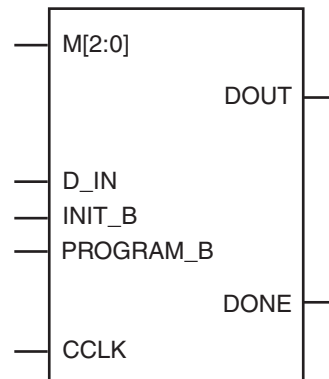 M[2:0]
DOUT
D_IN
INIT_B
PROGRAM_B
DONE
CCLK